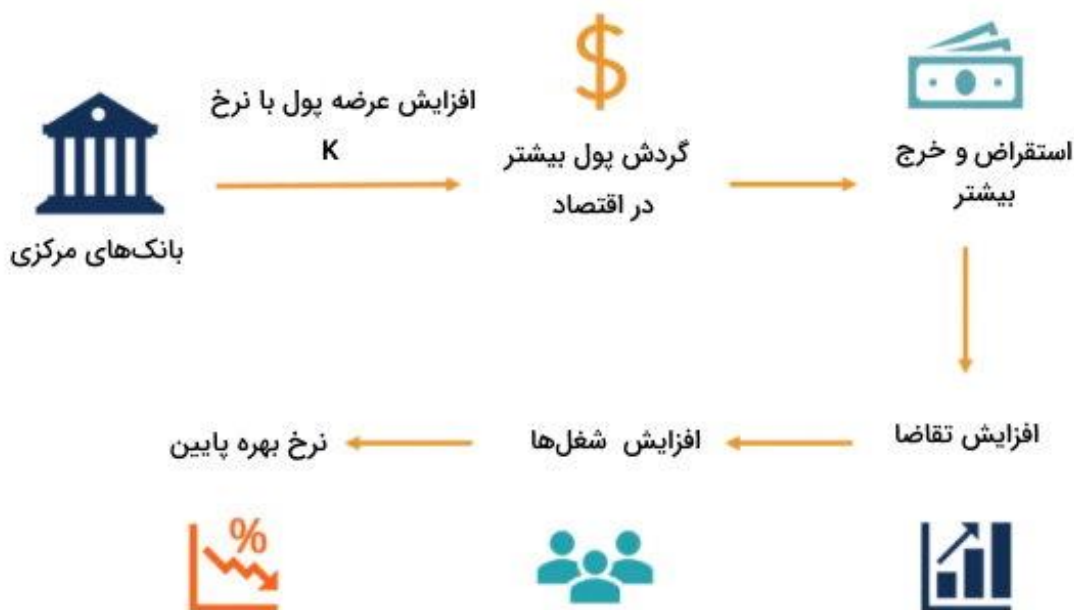 بانک‌های مرکزی
افزایش عرضه پول با نرخ
K
$
گردش پول بیشتر
در اقتصاد
استقراض و خرج
بیشتر
افزایش تقاضا
افزایش شغل‌ها
نرخ بهره پایین
%